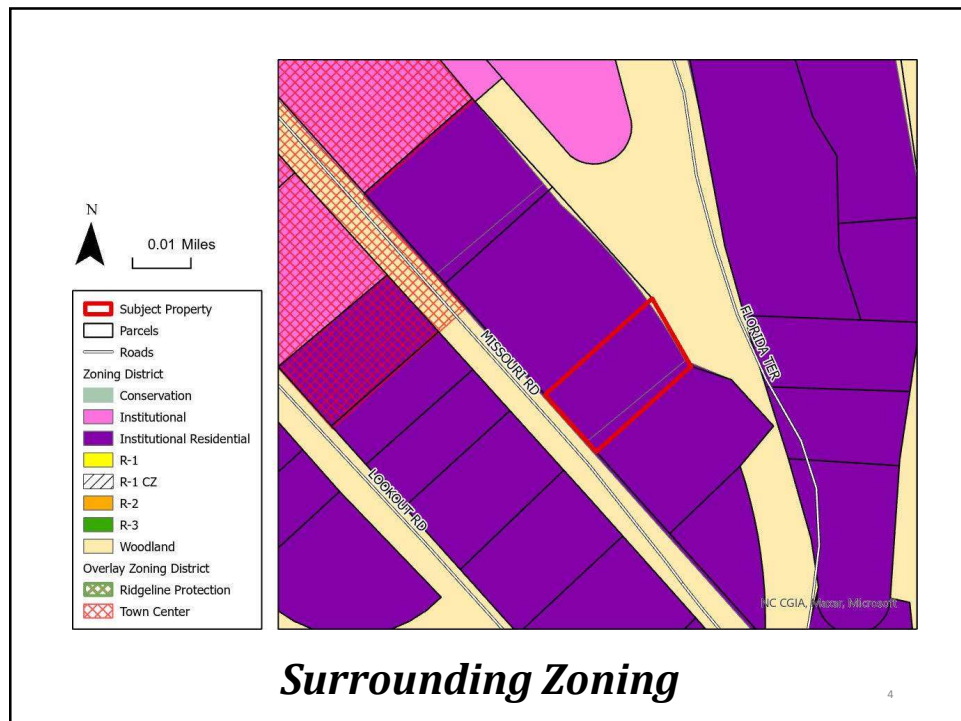 N
0.01 Miles
Subject Property
Parcels
Roads
Zoning District
Conservation
Institutional
Institutional Residential
R-1
R-1 CZ
R-2
R-3
Woodland
Overlay Zoning District
Ridgeline Protection
Town Center
MISSOURI RD
FLORIDA TER
LOOKOUT RD
NC CGIA, Maxar, Microsoft
Surrounding Zoning
4